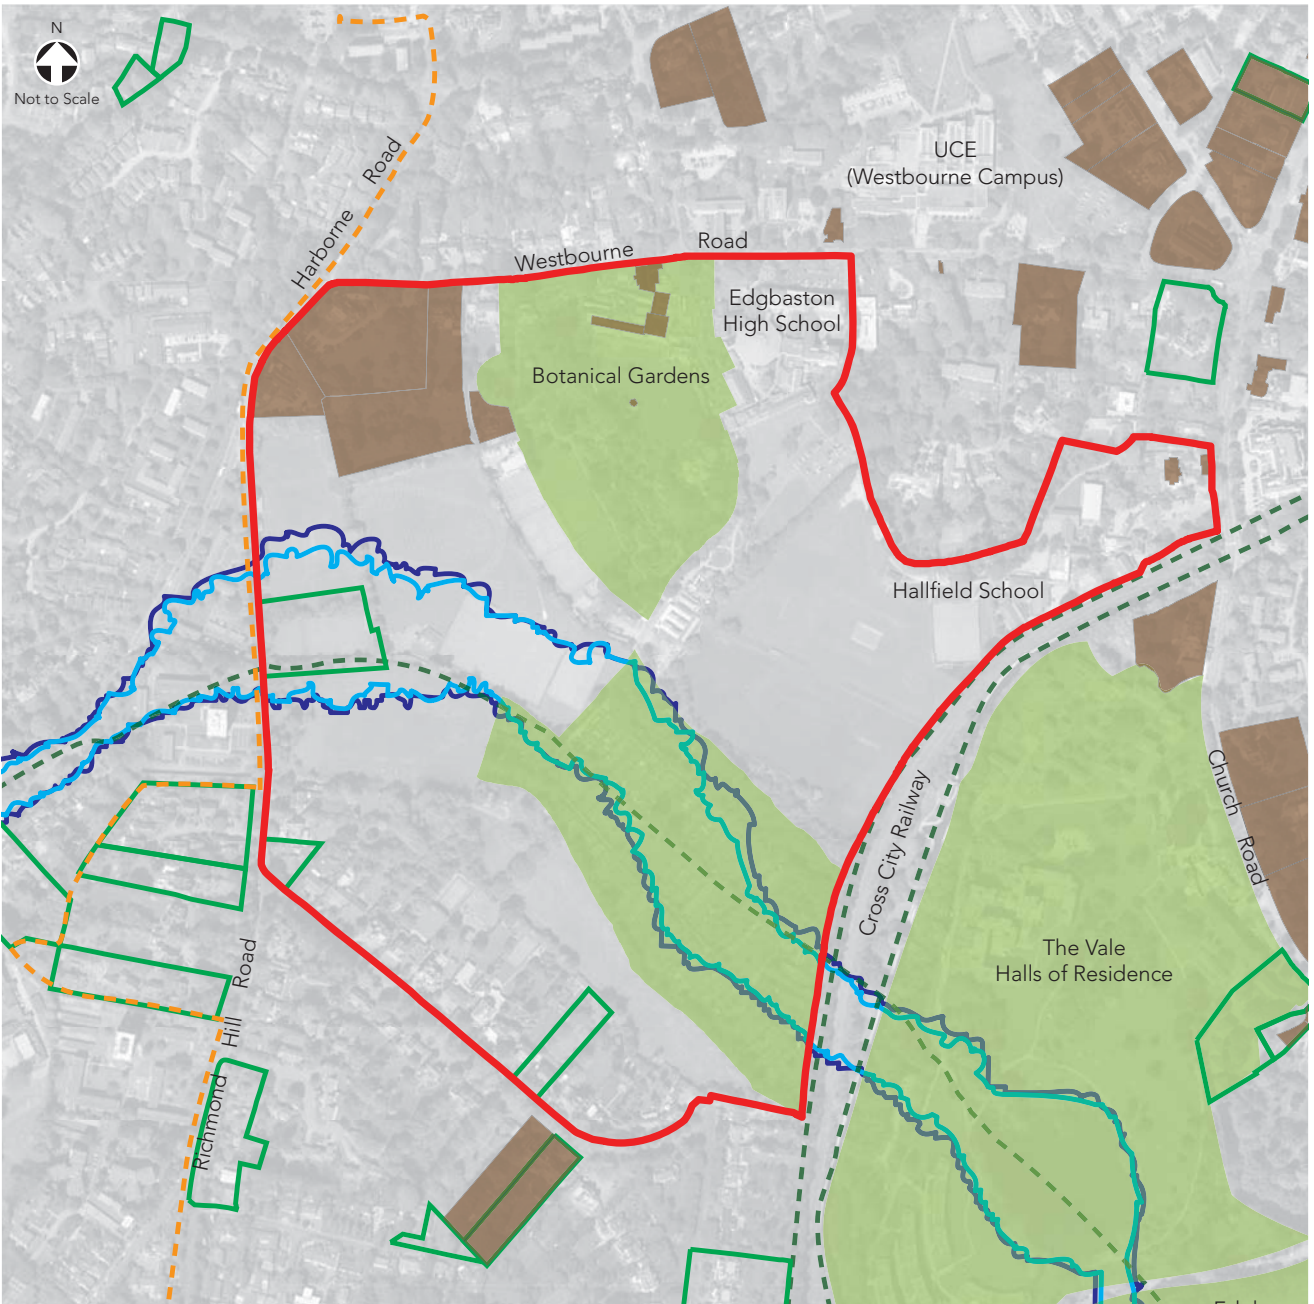 N
Not to Scale
Harborne Road
UCE
(Westbourne Campus)
Westbourne Road
Edgbaston
High School
Botanical Gardens
Hallfield School
Cross City Railway
Church Road
The Vale
Halls of Residence
Richmond Hill Road